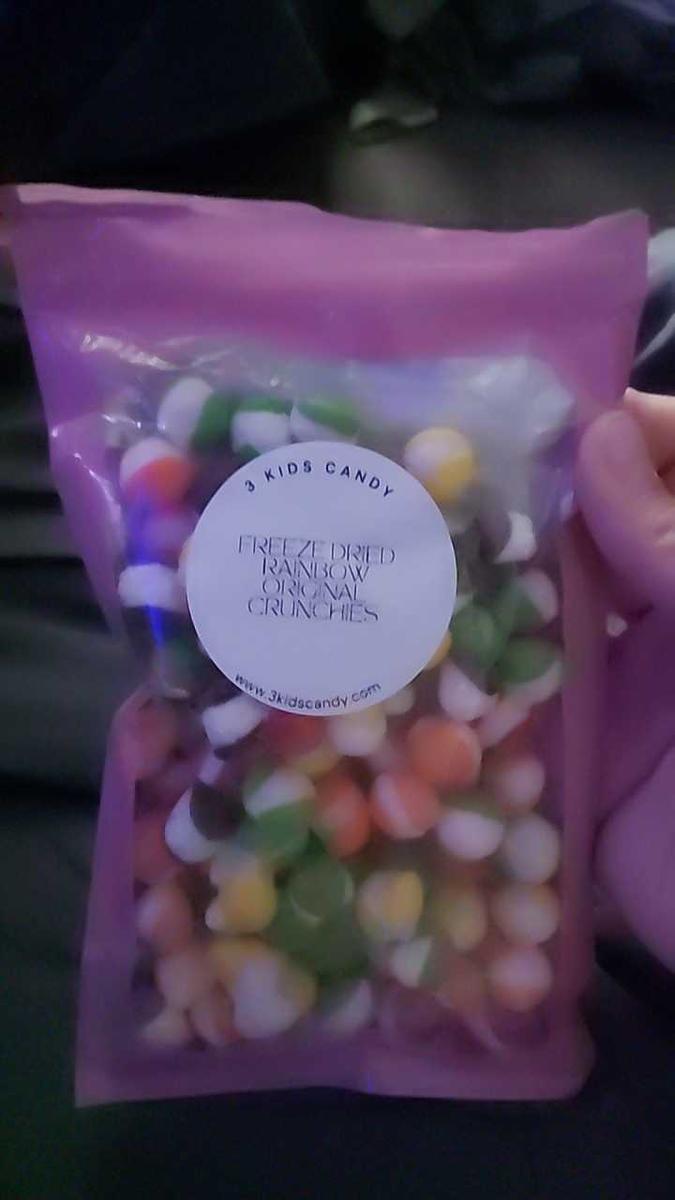 3 KIDS CANDY
FREEZE DRIED
RAINBOW
ORIGINAL
CRUNCHIES
www.3kidscandy.com